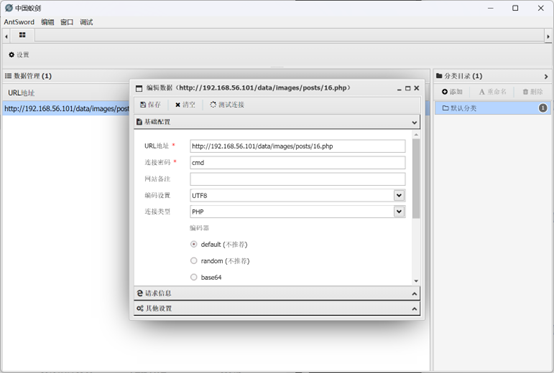 中国蚁剑
AntSword 编辑 窗口 调试
设置
数据管理 (1)
URL地址
http://192.168.56.101/data/images/pos
分类目录 (1)
添加 重命名 删除
默认分类 1
编辑数据 (http://192.168.56.101/data/images/posts/16.php)
保存 清空 测试连接
基础配置
URL地址 * http://192.168.56.101/data/images/posts/16.php
连接密码 * cmd
网站备注
编码设置 UTF8
连接类型 PHP
编码器
default (不推荐)
random (不推荐)
base64
请求信息
其他设置